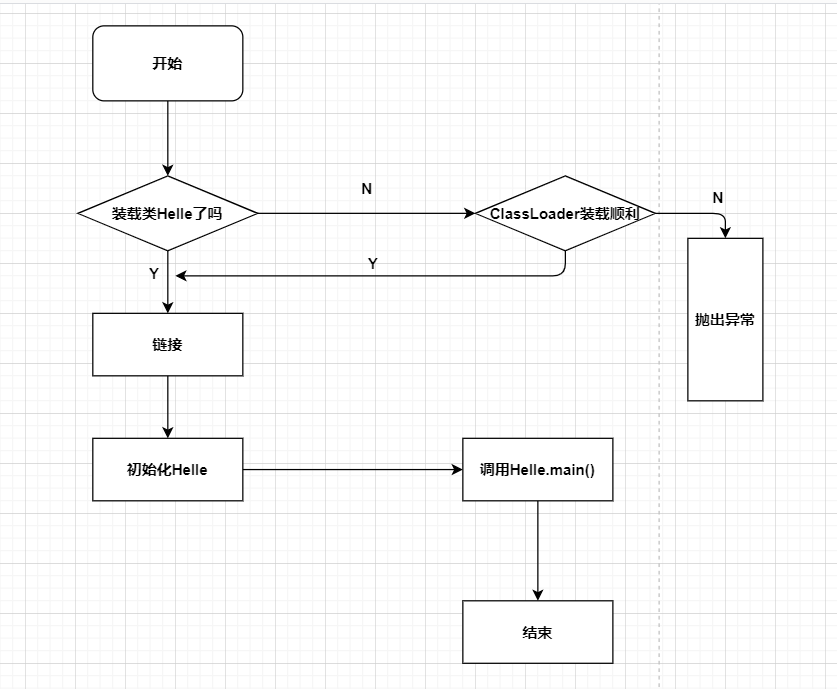 开始
装载类Helle了吗
N
ClassLoader装载顺利
N
Y
Y
链接
抛出异常
初始化Helle
调用Helle.main()
结束